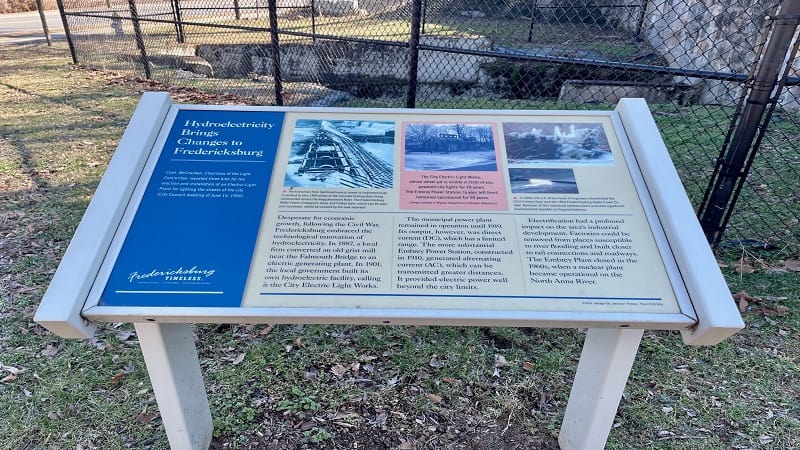 Hydroelectricity
Brings
Changes to
Fredericksburg
Capt. McCracken, Chairman of the Light
Committee, reported three bids for the
erection and installation of an Electric Light
Plant for lighting the streets of the city.
(City Council meeting of June 15, 1900).
Fredericksburg
TIMELESS.
The City Electric Light Works,
whose wheel pit is visible in front of you,
powered city lights for 18 years.
The Embrey Power Station, to your left front,
remained operational for 50 years.
Desperate for economic
growth, following the Civil War,
Fredericksburg embraced the
technological innovation of
hydroelectricity. In 1887, a local
firm converted an old grist mill
near the Falmouth Bridge to an
electric generating plant. In 1901,
the local government built its
own hydroelectric facility, calling
it the City Electric Light Works.
The municipal power plant
remained in operation until 1919.
Its output, however, was direct
current (DC), which has a limited
range. The more substantial
Embrey Power Station, constructed
in 1910, generated alternating
current (AC), which can be
transmitted greater distances.
It provided electric power well
beyond the city limits.
Electrification had a profound
impact on the area's industrial
development. Factories could be
removed from places susceptible
to river flooding and built closer
to rail connections and roadways.
The Embrey Plant closed in the
1960s, when a nuclear plant
became operational on the
North Anna River.